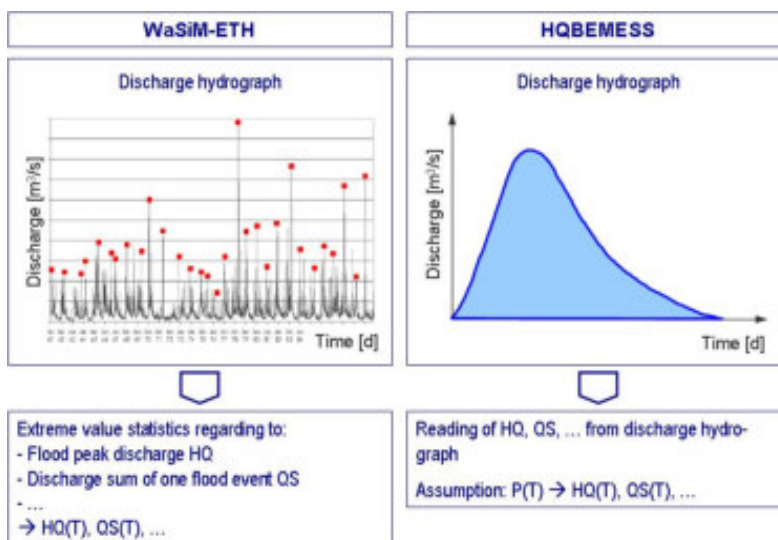 WaSiM-ETH
Discharge hydrograph
Discharge [m³/s]
Time [d]
Extreme value statistics regarding to:
- Flood peak discharge HQ
- Discharge sum of one flood event QS
- ...
→ HQ(T), QS(T), ...
HQBEMESS
Discharge hydrograph
Discharge [m³/s]
Time [d]
Reading of HQ, QS, ... from discharge hydro-
graph
Assumption: P(T) → HQ(T), QS(T), ...